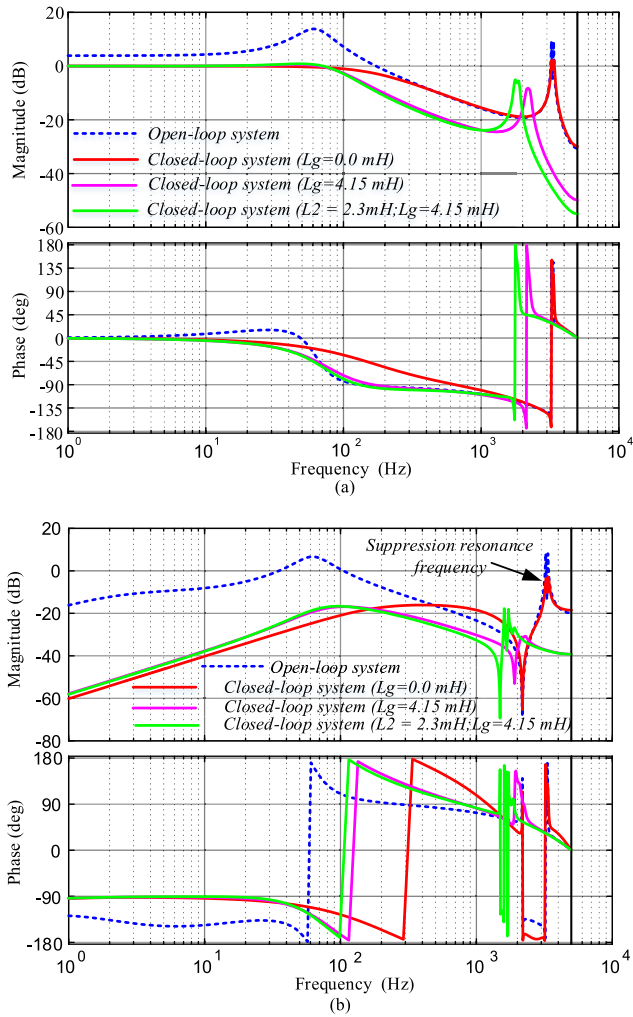 20
0
-20
-40
-60
Magnitude (dB)
Open-loop system
Closed-loop system (Lg=0.0 mH)
Closed-loop system (Lg=4.15 mH)
Closed-loop system (L2 = 2.3mH;Lg=4.15 mH)
180
135
45
0
-45
-90
-135
-180
Phase (deg)
10^0 10^1 10^2 10^3 10^4
Frequency (Hz)
(a)
20
0
-20
-40
-60
-80
Magnitude (dB)
Suppression resonance
frequency
Open-loop system
Closed-loop system (Lg=0.0 mH)
Closed-loop system (Lg=4.15 mH)
Closed-loop system (L2 = 2.3mH;Lg=4.15 mH)
180
90
0
-90
-180
Phase (deg)
10^0 10^1 10^2 10^3 10^4
Frequency (Hz)
(b)